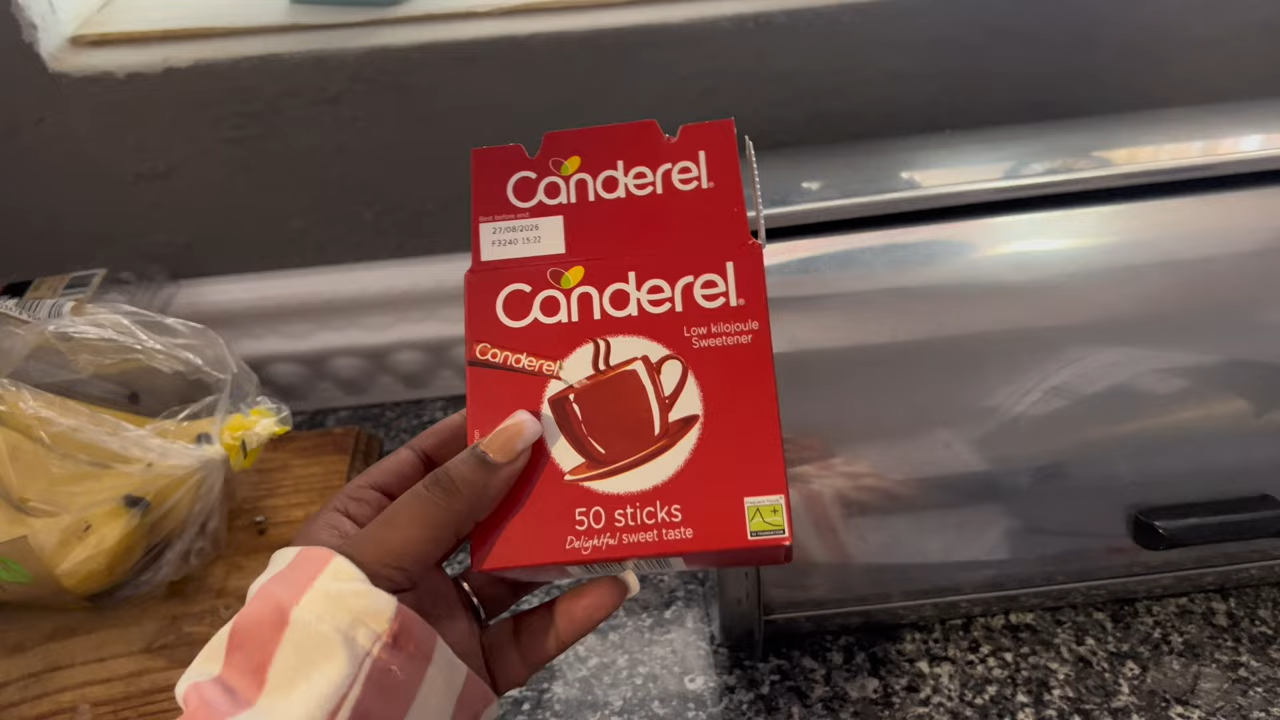 Canderel
Best before end:
27/08/2026
F3240 15:22
Canderel
Low kilojoule
Sweetener
Canderel
50 sticks
Delightful sweet taste